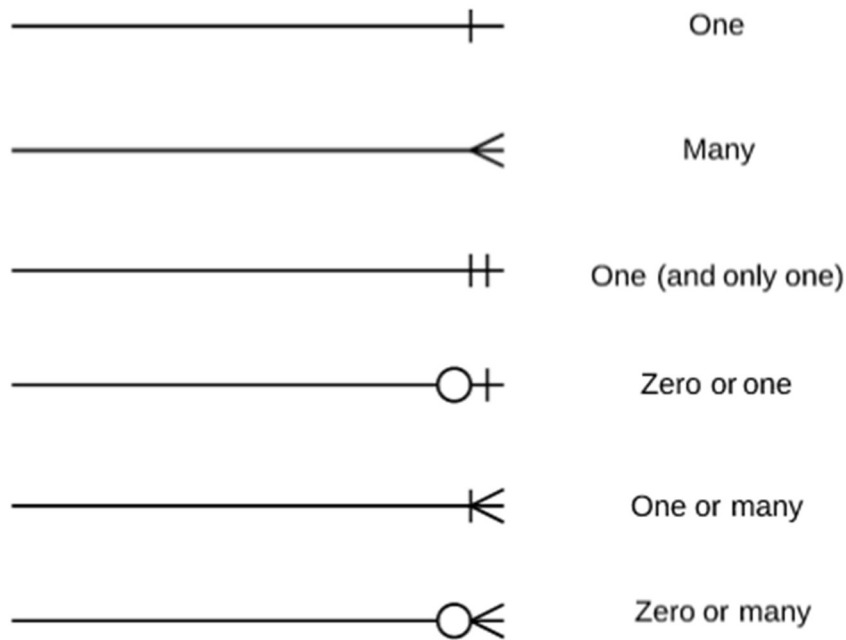 One
Many
One (and only one)
Zero or one
One or many
Zero or many